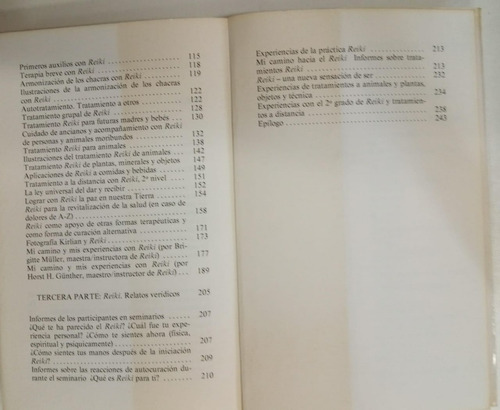 Primeros auxilios con Reiki ..................... 115
Terapia breve con Reiki ..................... 118
Armonización de los chacras con Reiki ......... 119
Ilustraciones de la armonización de los chacras
con Reiki ..................... 122
Autotratamiento. Tratamiento a otros ........... 122
Tratamiento grupal de Reiki ..................... 128
Tratamiento Reiki para futuras madres y bebés ... 130
Cuidado de ancianos y acompañamiento con Reiki
de personas y animales moribundos ........... 132
Tratamiento Reiki para animales ............... 138
Ilustraciones del tratamiento Reiki de animales .... 142
Tratamiento Reiki de plantas, minerales y objetos 147
Aplicaciones de Reiki a comidas y bebidas ...... 149
Tratamiento a la distancia con Reiki, 2º nivel .... 151
La ley universal del dar y recibir ............... 152
Lograr con Reiki la paz en nuestra Tierra ...... 154
Reiki para la revitalización de la salud (en caso de
dolores de A-Z) ..................... 158
Reiki como apoyo de otras formas terapéuticas y
como forma de curación alternativa ......... 171
Fotografía Kirlian y Reiki ..................... 173
Mi camino y mis experiencias con Reiki (por Bri-
gitte Müller, maestra/instructora de Reiki) ..... 177
Mi camino y mis experiencias con Reiki (por
Horst H. Günther, maestro/instructor de Reiki) ... 189
TERCERA PARTE: Reiki. Relatos verídicos 205
Informes de los participantes en seminarios .... 207
¿Qué te ha parecido el Reiki? ¿Cuál fue tu expe-
riencia personal? ¿Cómo te sientes ahora (física,
espiritual y psíquicamente) ..................... 207
¿Cómo sientes tus manos después de la iniciación
Reiki? ..................... 209
Informes sobre las reacciones de autocuración du-
rante el seminario ¿Qué es Reiki para ti? ..... 210
Experiencias de la práctica Reiki ............... 213
Mi camino hacia el Reiki Informes sobre trata-
mientos Reiki ..................... 213
Reiki – una nueva sensación de ser ............ 232
Experiencias de tratamientos a animales y plantas,
objetos y técnica ..................... 234
Experiencias con el 2º grado de Reiki y tratamien-
tos a distancia ..................... 238
Epílogo ..................... 243